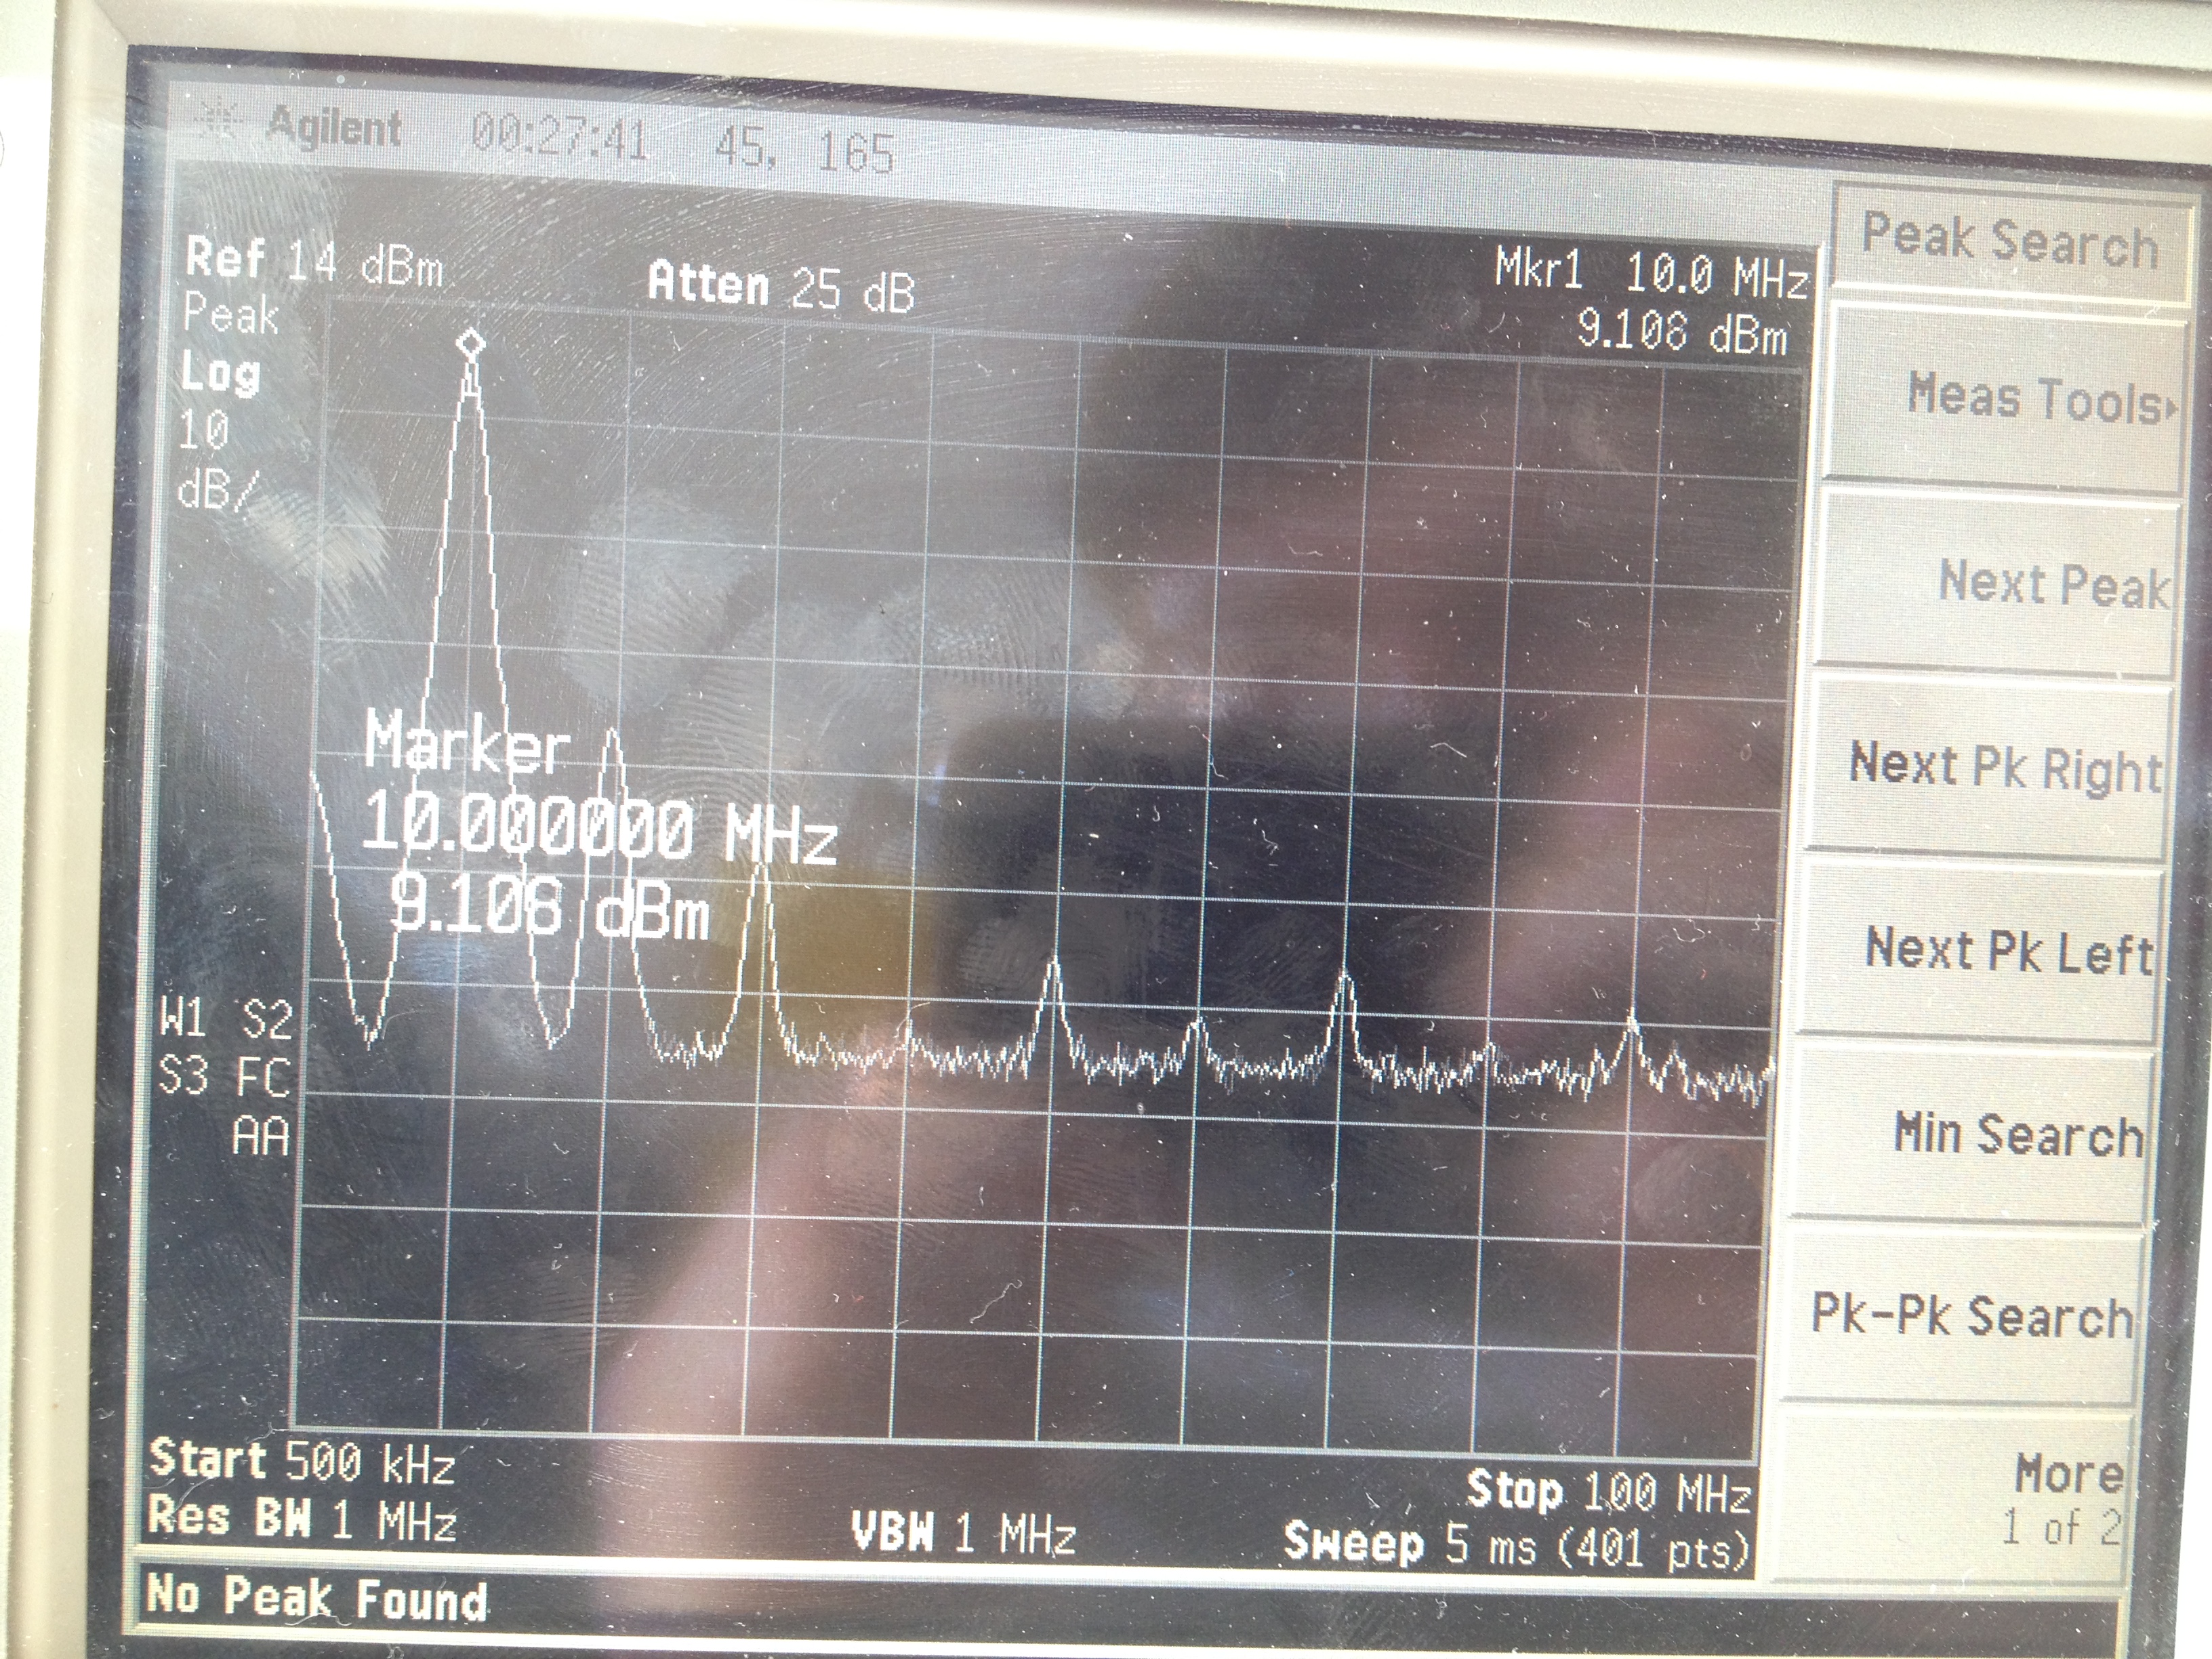 Agilent 00:27:41 45, 165
Ref 14 dBm Atten 25 dB
Mkr1 10.0 MHz
9.108 dBm
Peak
Log
10
dB/
1
Marker
10.000000 MHz
9.108 dBm
W1 S2
S3 FC
AA
Start 500 kHz
Stop 100 MHz
Res BW 1 MHz
VBW 1 MHz
Sweep 5 ms (401 pts)
No Peak Found
Peak Search
Meas Tools
Next Peak
Next Pk Right
Next Pk Left
Min Search
Pk-Pk Search
More
1 of 2